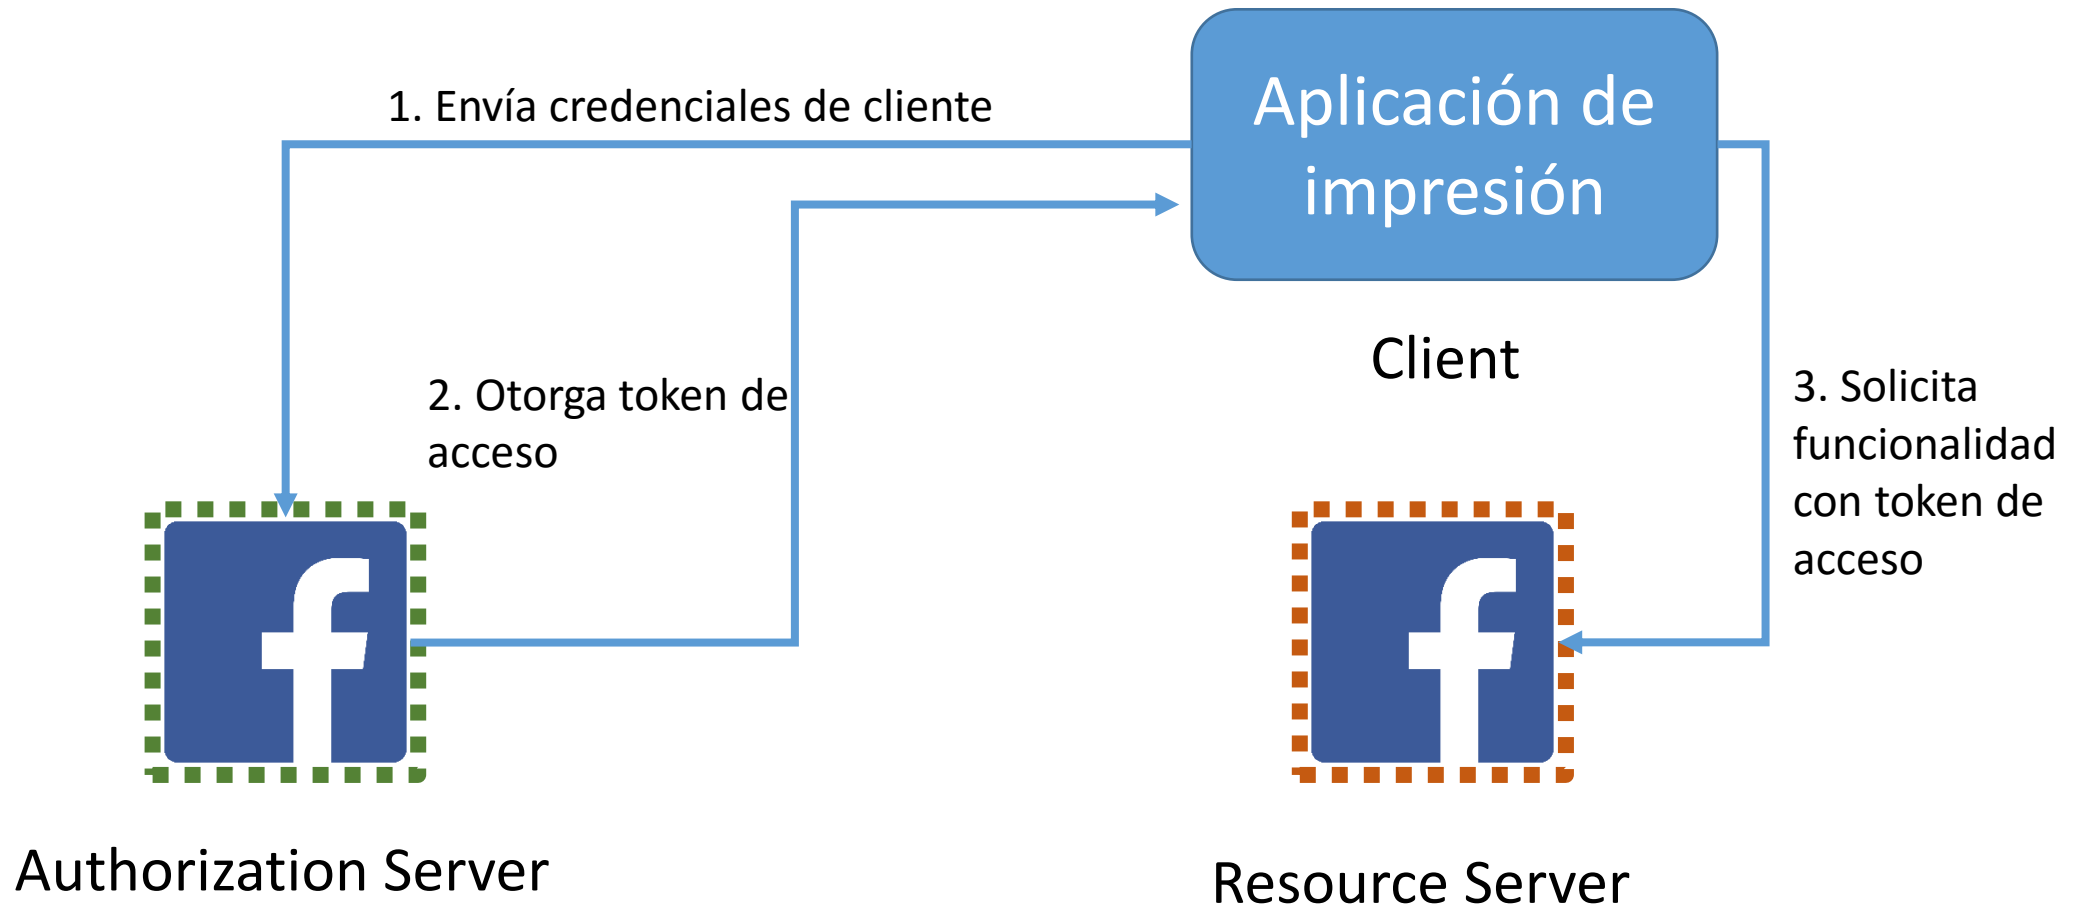 1. Envía credenciales de cliente
Aplicación de
impresión
Client
2. Otorga token de
acceso
3. Solicita
funcionalidad
con token de
acceso
Authorization Server
Resource Server